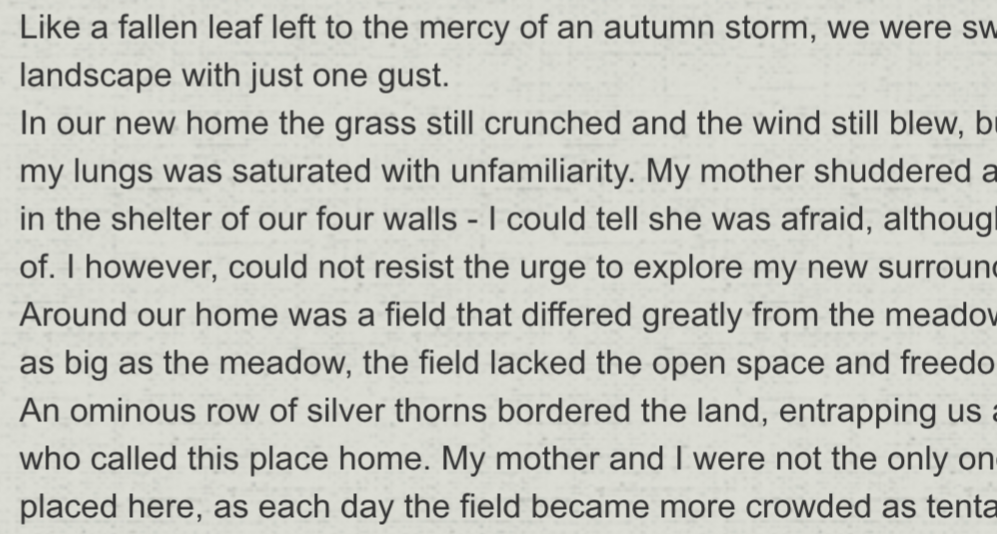 Like a fallen leaf left to the mercy of an autumn storm, we were
landscape with just one gust.
In our new home the grass still crunched and the wind still blew,
my lungs was saturated with unfamiliarity. My mother shuddered
in the shelter of our four walls - I could tell she was afraid,
of. I however, could not resist the urge to explore my new
Around our home was a field that differed greatly from the
as big as the meadow, the field lacked the open space and
An ominous row of silver thorns bordered the land, entrapping us
who called this place home. My mother and I were not the only
placed here, as each day the field became more crowded as